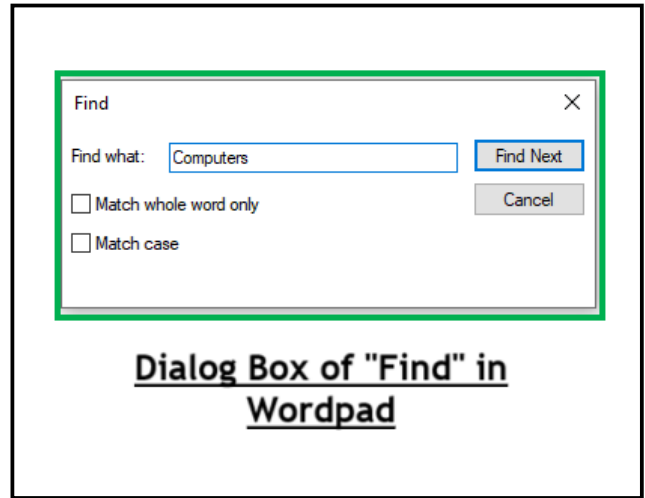 Find
Find what: Computers Find Next
Match whole word only Cancel
Match case
Dialog Box of "Find" in
Wordpad